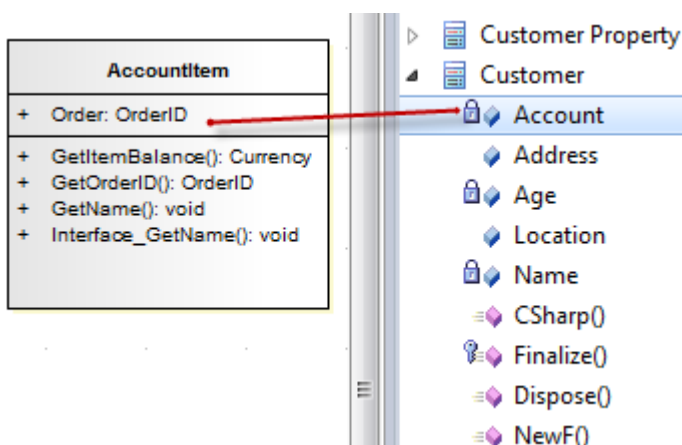 AccountItem
+ Order: OrderID
+ GetItemBalance(): Currency
+ GetOrderID(): OrderID
+ GetName(): void
+ Interface_GetName(): void
Customer Property
Customer
Account
Address
Age
Location
Name
CSharp()
Finalize()
Dispose()
NewF()